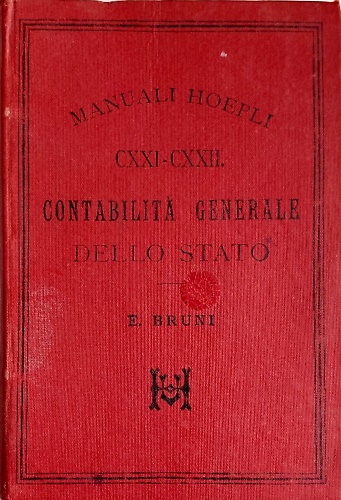 MANUALI HOEPLI
CXXI-CXXII.
CONTABILITÀ GENERALE
DELLO STATO
E. BRUNI